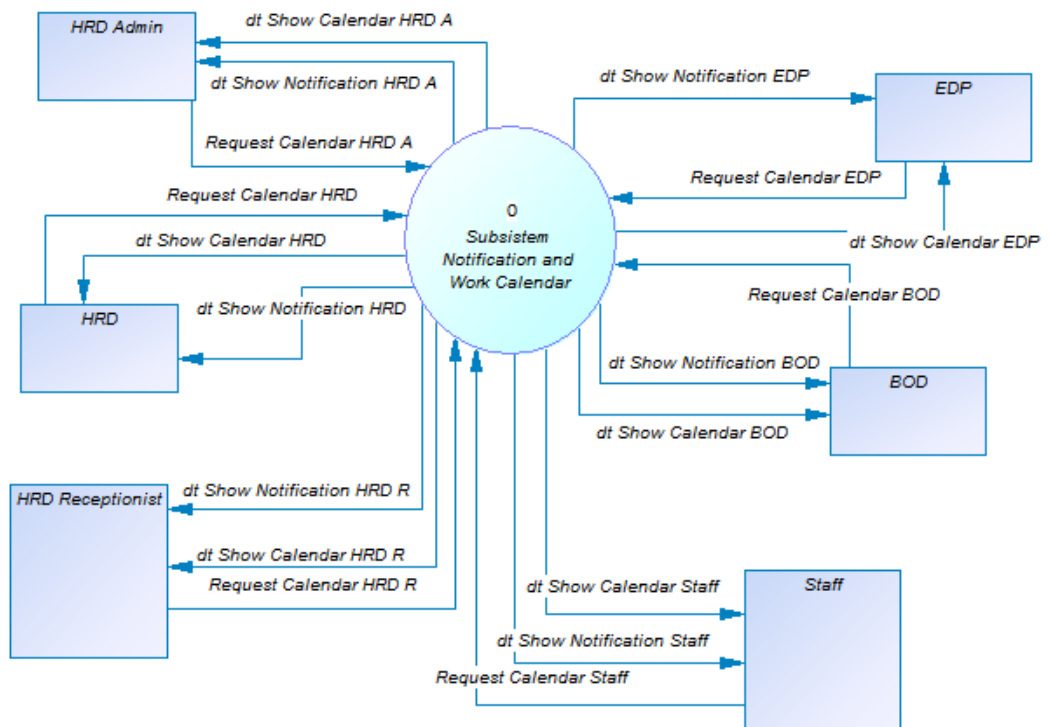 HRD Admin
dt Show Calendar HRD A
dt Show Notification HRD A
Request Calendar HRD A
Request Calendar HRD
dt Show Calendar HRD
dt Show Notification HRD
HRD
0
Subsistem
Notification and
Work Calendar
dt Show Notification EDP
EDP
Request Calendar EDP
dt Show Calendar EDP
Request Calendar BOD
dt Show Notification BOD
BOD
dt Show Calendar BOD
HRD Receptionist
dt Show Notification HRD R
dt Show Calendar HRD R
Request Calendar HRD R
dt Show Calendar Staff
Staff
dt Show Notification Staff
Request Calendar Staff